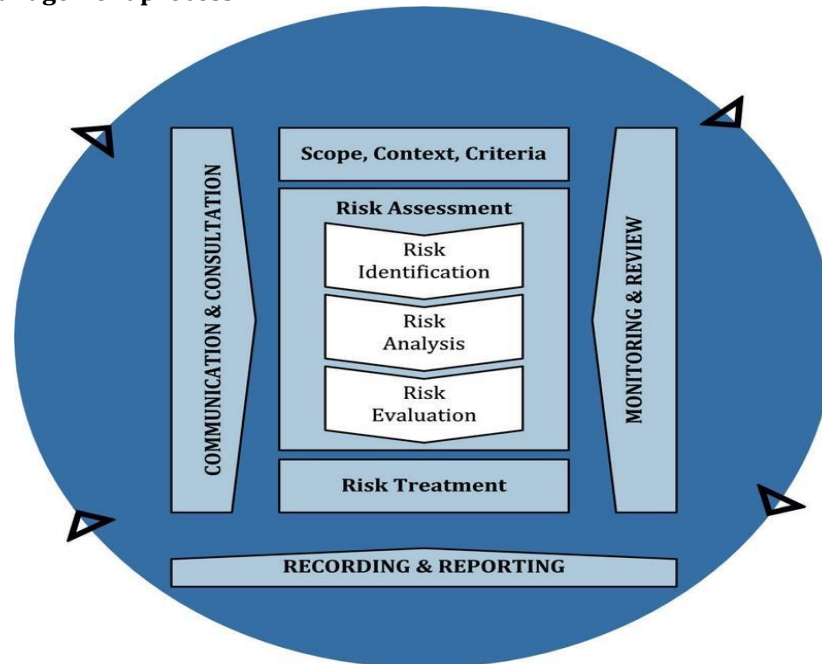 Scope, Context, Criteria
Risk Assessment
Risk
Identification
Risk
Analysis
Risk
Evaluation
Risk Treatment
COMMUNICATION & CONSULTATION
MONITORING & REVIEW
RECORDING & REPORTING